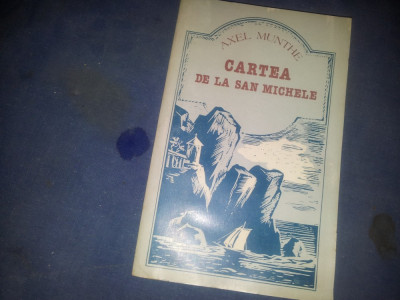 AXEL MUNTHE
CARTEA
DE LA SAN MICHELE